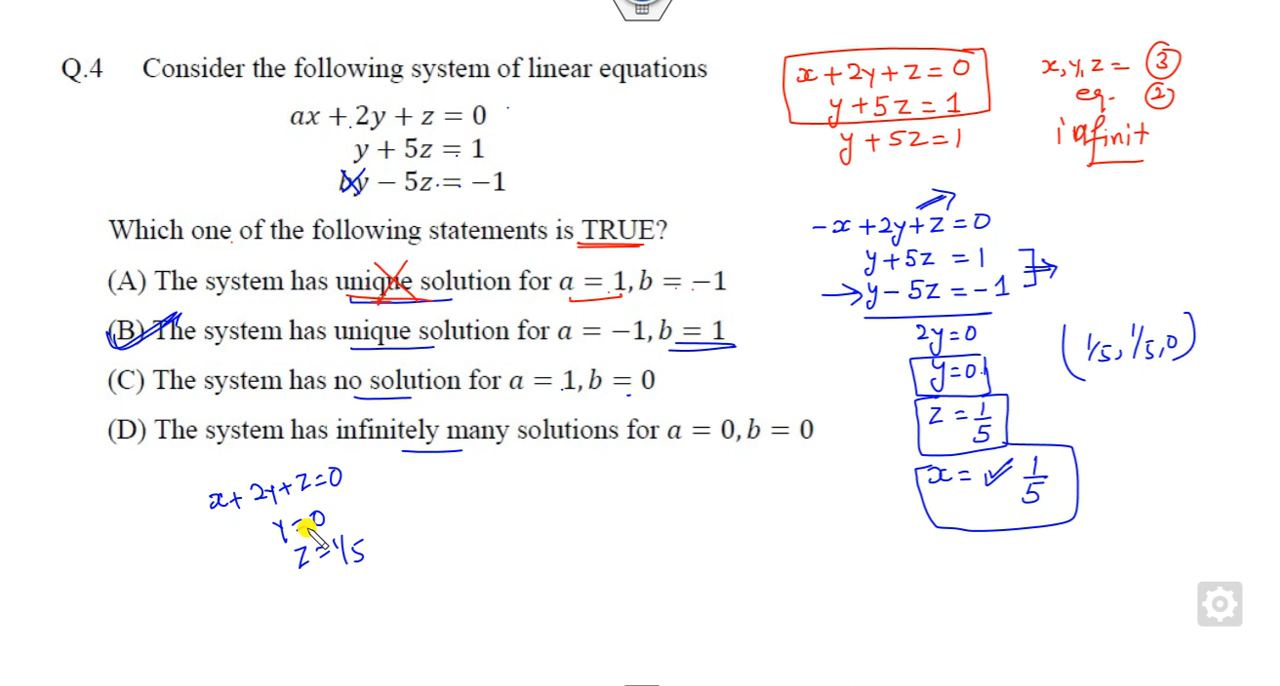 Q.4 Consider the following system of linear equations
ax + 2y + z = 0
y + 5z = 1
by − 5z = −1
Which one of the following statements is TRUE?
(A) The system has unique solution for a = 1, b = −1
(B) The system has unique solution for a = −1, b = 1
(C) The system has no solution for a = 1, b = 0
(D) The system has infinitely many solutions for a = 0, b = 0
x + 2y + z = 0
y + 5z = 1
y + 5z = 1
x, y, z = 3
eq. 2
infinit
-x + 2y + z = 0
y + 5z = 1
y - 5z = -1
2y = 0
y = 0
z = 1/5
x = ✓ 1/5
(1/5, 1/5, 0)
x + 2y + z = 0
y = 0
z = 1/5